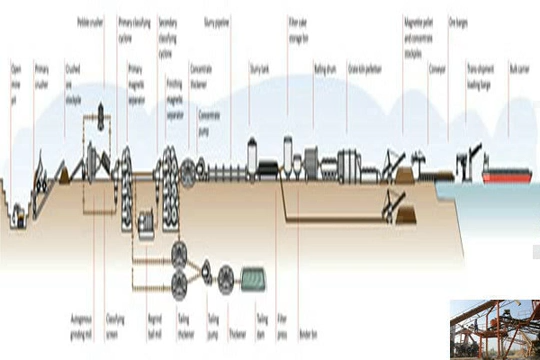 Pebble crusher
Primary classifying
cyclone
Secondary
classifying
cyclone
Slurry pipeline
Filter cake
storage bin
Magnetite pellet
and concentrate
stockpiles
Ore barges
Open
mine
pit
Primary
crusher
Crushed
ore
stockpile
Primary
magnetic
separator
Finishing
magnetic
separator
Concentrate
thickener
Concentrate
pump
Slurry tank
Balling drum
Grate-kiln pelletiser
Conveyor
Trans-shipment
loading barge
Bulk carrier
Autogenous
grinding mill
Classifying
screen
Regrind
ball mill
Tailing
thickener
Tailing
pump
Thickener
Tailing
dam
Filter
press
Bentonite